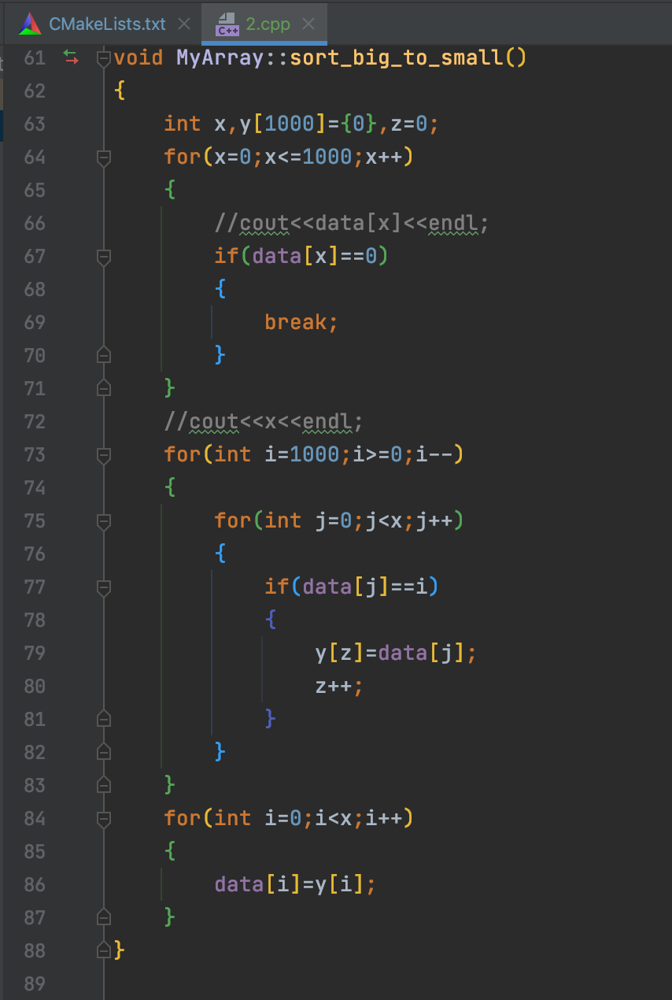 CMakeLists.txt 2.cpp
61 void MyArray::sort_big_to_small()
62 {
63     int x,y[1000]={0},z=0;
64     for(x=0;x<=1000;x++)
65     {
66         //cout<<data[x]<<endl;
67         if(data[x]==0)
68         {
69             break;
70         }
71     }
72     //cout<<x<<endl;
73     for(int i=1000;i>=0;i--)
74     {
75         for(int j=0;j<x;j++)
76         {
77             if(data[j]==i)
78             {
79                 y[z]=data[j];
80                 z++;
81             }
82         }
83     }
84     for(int i=0;i<x;i++)
85     {
86         data[i]=y[i];
87     }
88 }
89